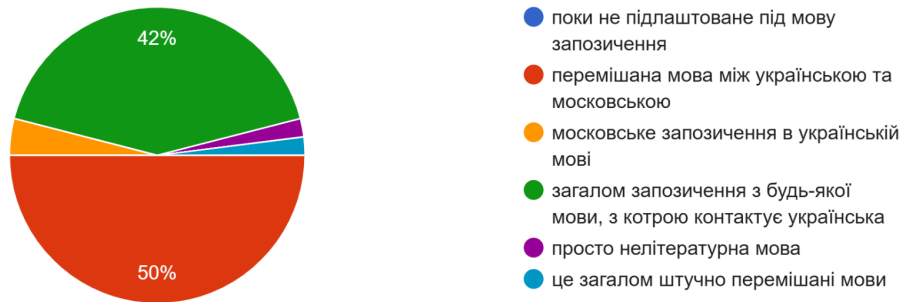 42%
50%
поки не підлаштоване під мову
запозичення
перемішана мова між українською та
московською
московське запозичення в українській
мові
загалом запозичення з будь-якої
мови, з котрою контактує українська
просто нелітературна мова
це загалом штучно перемішані мови